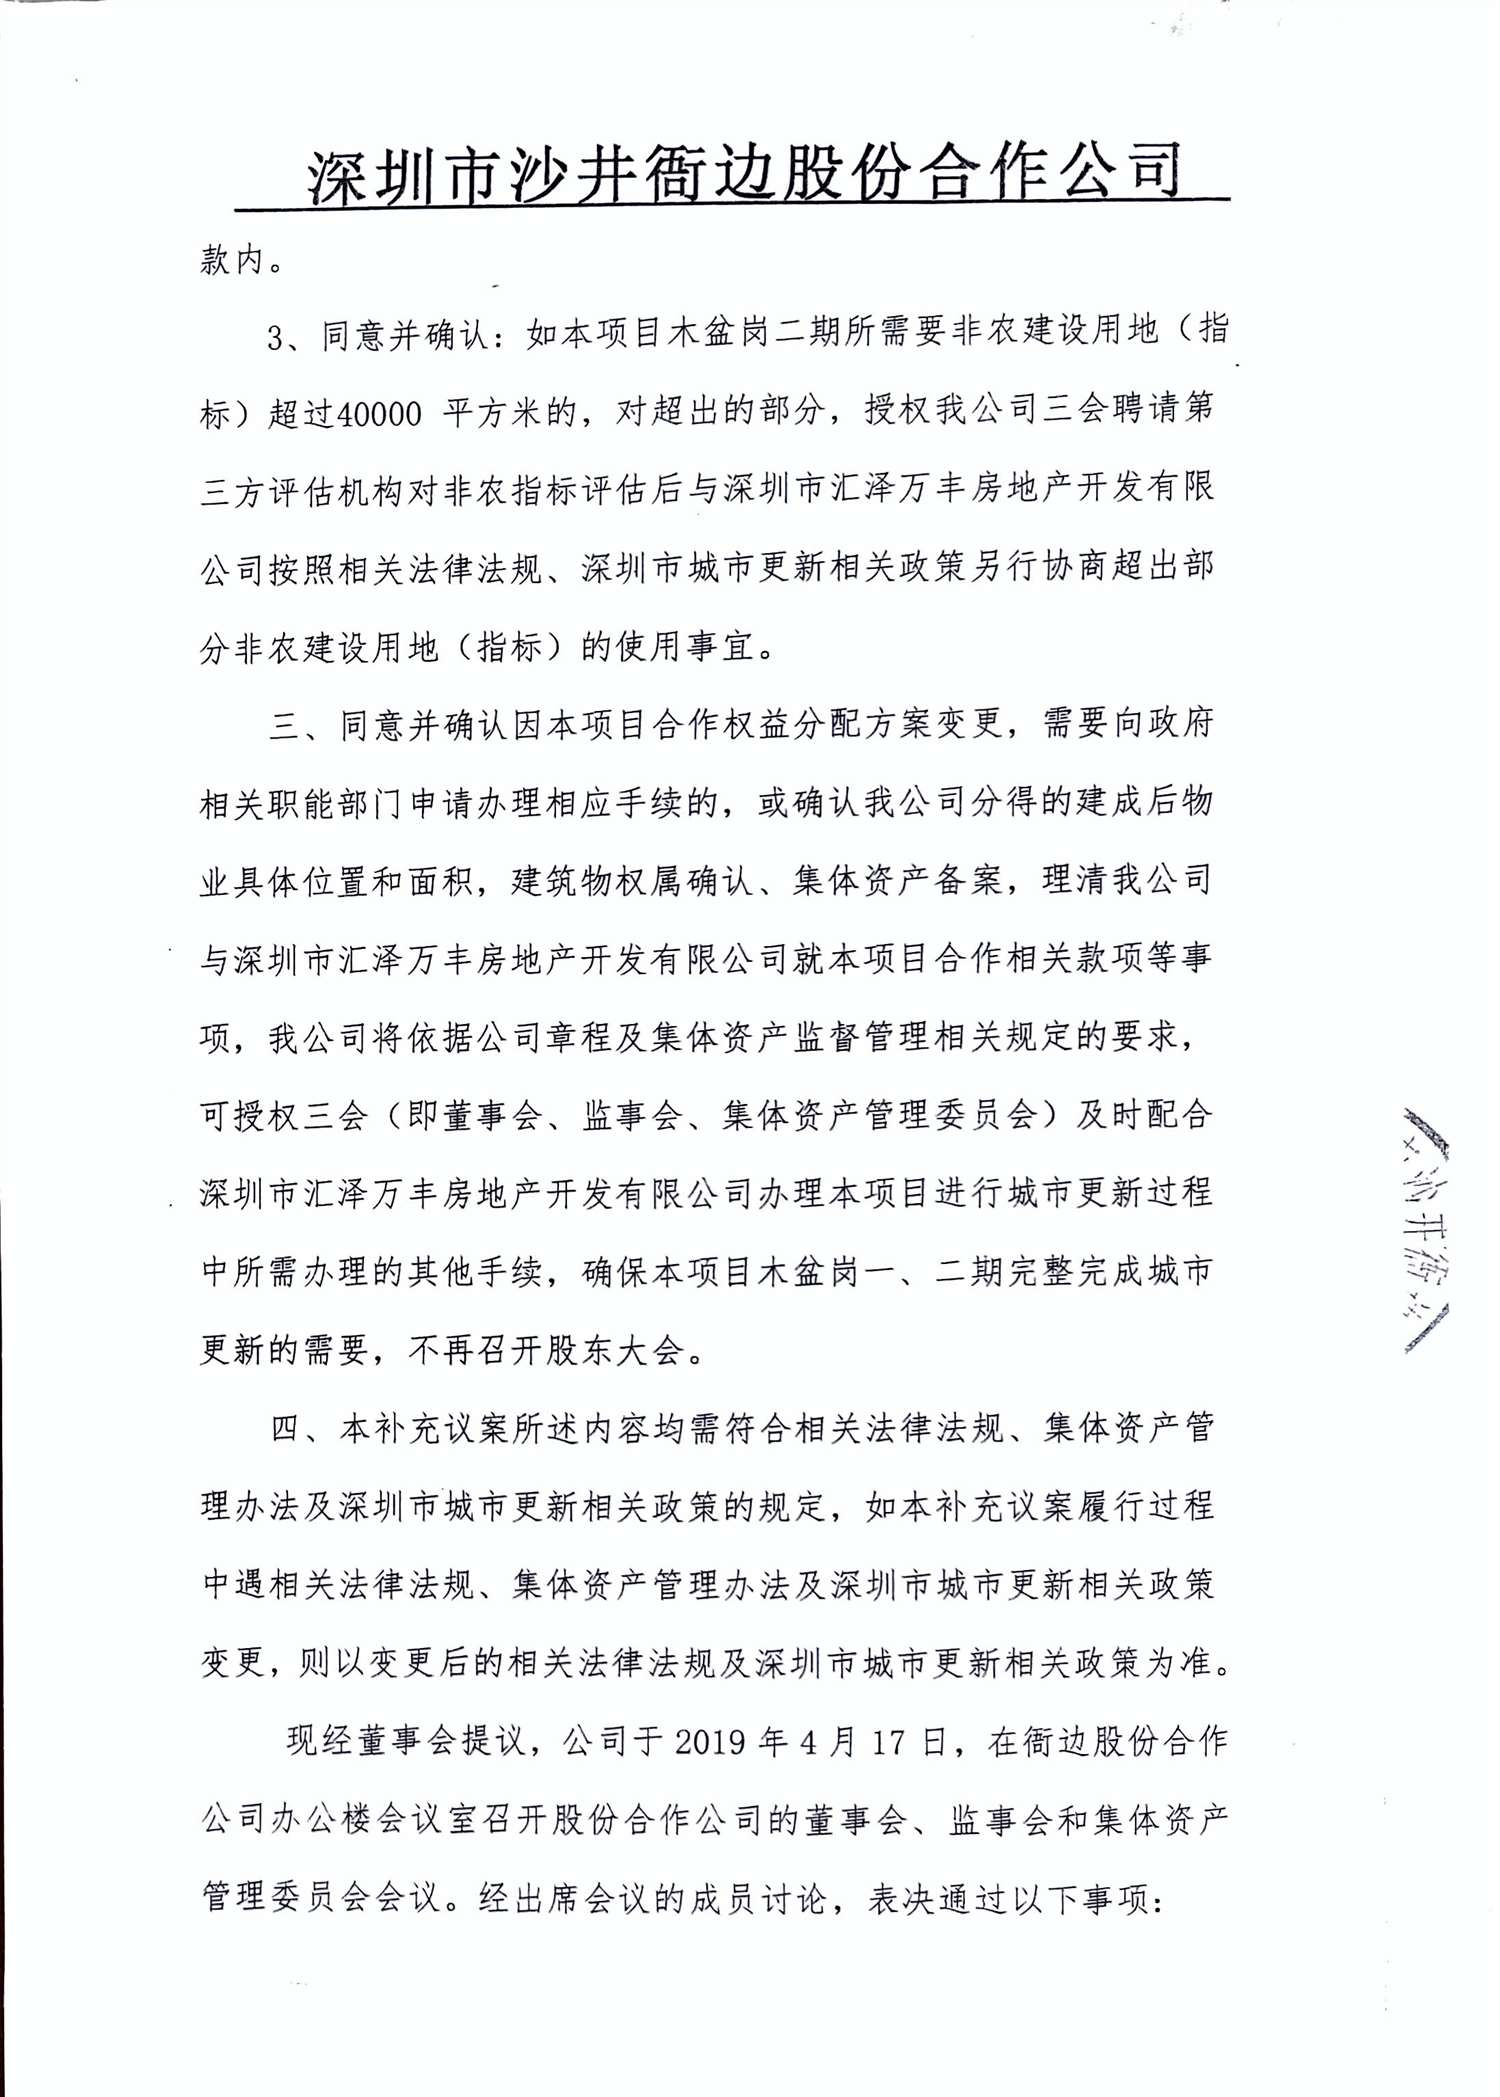 深圳市沙井衙边股份合作公司
款内。
3、同意并确认：如本项目木盆岗二期所需要非农建设用地（指
标）超过40000 平方米的，对超出的部分，授权我公司三会聘请第
三方评估机构对非农指标评估后与深圳市汇泽万丰房地产开发有限
公司按照相关法律法规、深圳市城市更新相关政策另行协商超出部
分非农建设用地（指标）的使用事宜。
三、同意并确认因本项目合作权益分配方案变更，需要向政府
相关职能部门申请办理相应手续的，或确认我公司分得的建成后物
业具体位置和面积，建筑物权属确认、集体资产备案，理清我公司
与深圳市汇泽万丰房地产开发有限公司就本项目合作相关款项等事
项，我公司将依据公司章程及集体资产监督管理相关规定的要求，
可授权三会（即董事会、监事会、集体资产管理委员会）及时配合
深圳市汇泽万丰房地产开发有限公司办理本项目进行城市更新过程
中所需办理的其他手续，确保本项目木盆岗一、二期完整完成城市
更新的需要，不再召开股东大会。
四、本补充议案所述内容均需符合相关法律法规、集体资产管
理办法及深圳市城市更新相关政策的规定，如本补充议案履行过程
中遇相关法律法规、集体资产管理办法及深圳市城市更新相关政策
变更，则以变更后的相关法律法规及深圳市城市更新相关政策为准。
现经董事会提议，公司于 2019 年 4 月 17 日，在衙边股份合作
公司办公楼会议室召开股份合作公司的董事会、监事会和集体资产
管理委员会会议。经出席会议的成员讨论，表决通过以下事项：
沙井衙